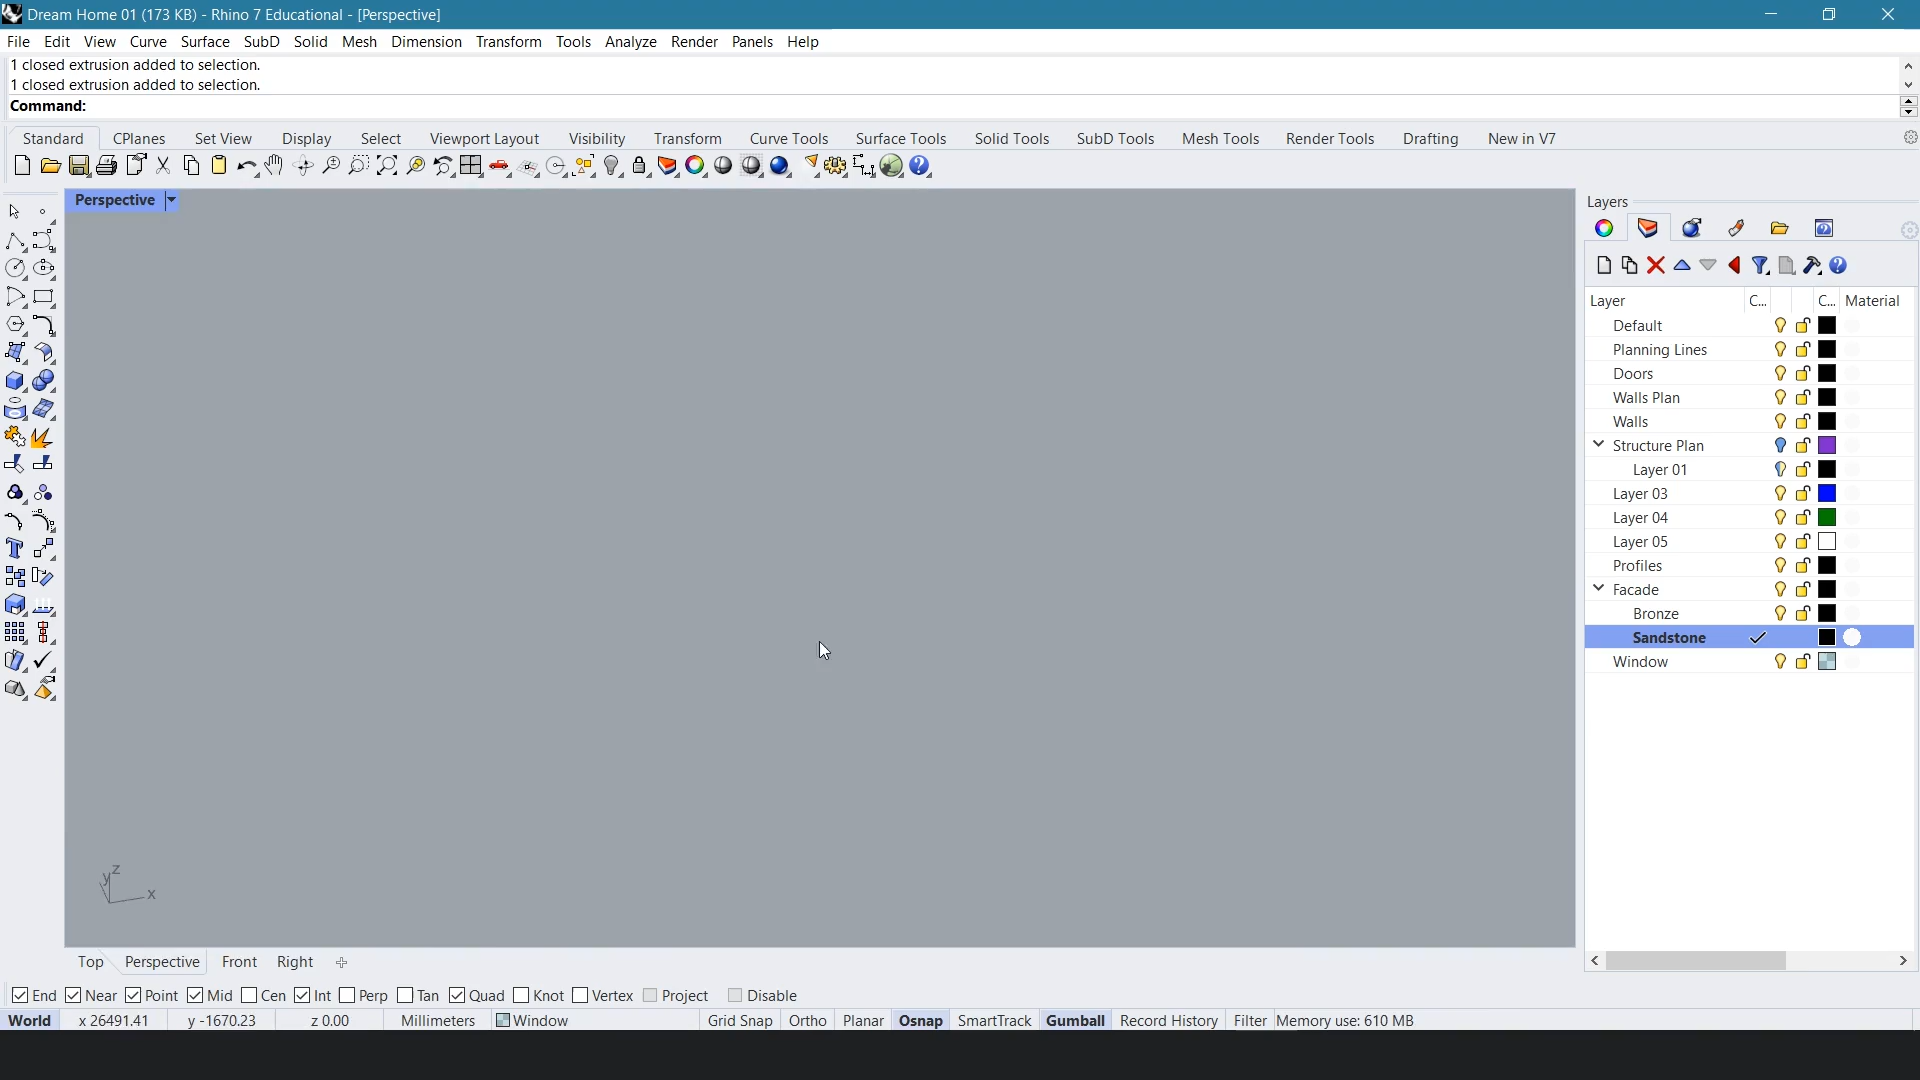 Dream Home 01 (173 KB) - Rhino 7 Educational - [Perspective]
File Edit View Curve Surface SubD Solid Mesh Dimension Transform Tools Analyze Render Panels Help
1 closed extrusion added to selection.
1 closed extrusion added to selection.
Command:
Standard CPlanes Set View Display Select Viewport Layout Visibility Transform Curve Tools Surface Tools Solid Tools SubD Tools Mesh Tools Render Tools Drafting New in V7
Perspective
Layers
Layer C... C... Material
Default
Planning Lines
Doors
Walls Plan
Walls
Structure Plan
Layer 01
Layer 03
Layer 04
Layer 05
Profiles
Facade
Bronze
Sandstone
Window
z
y
x
Top Perspective Front Right
End Near Point Mid Cen Int Perp Tan Quad Knot Vertex Project Disable
World x 26491.41 y -1670.23 z 0.00 Millimeters Window Grid Snap Ortho Planar Osnap SmartTrack Gumball Record History Filter Memory use: 610 MB